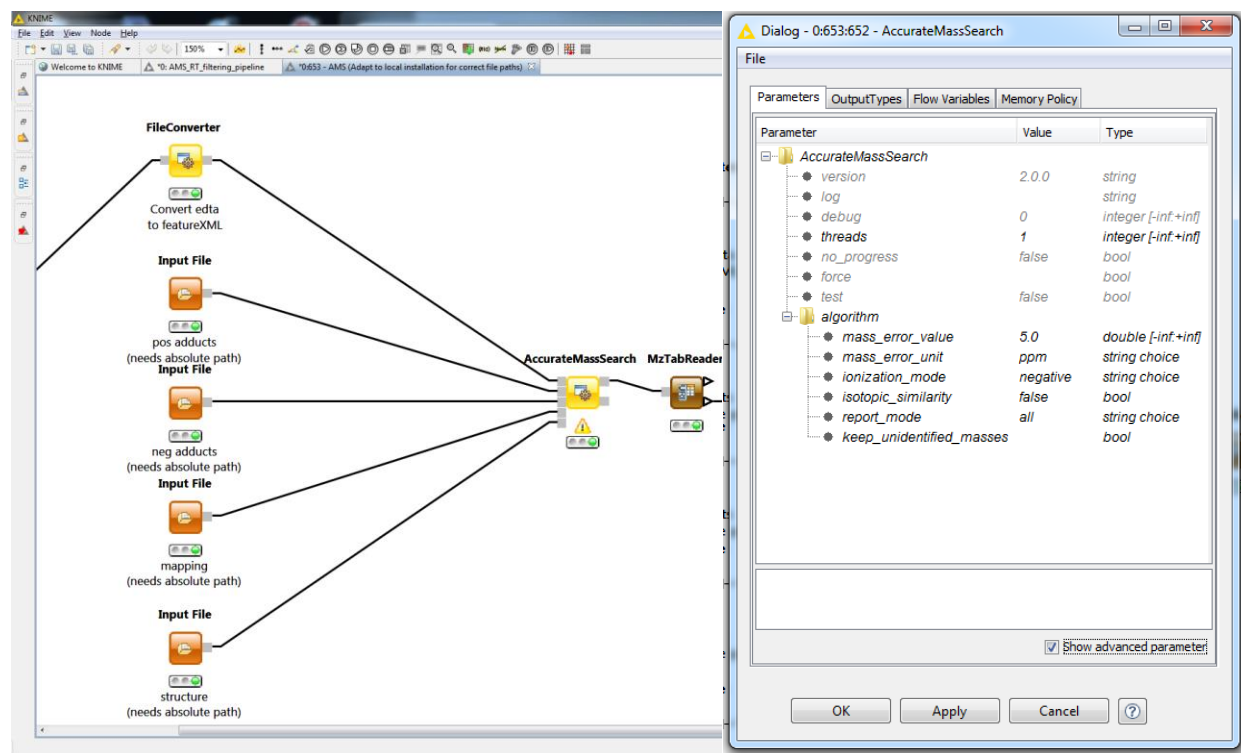 KNIME
File Edit View Node Help
150%
Welcome to KNIME
*0: AMS_RT_filtering_pipeline
*0:653 - AMS (Adapt to local installation for correct file paths)
FileConverter
Convert edta
to featureXML
Input File
pos adducts
(needs absolute path)
Input File
neg adducts
(needs absolute path)
Input File
mapping
(needs absolute path)
Input File
structure
(needs absolute path)
AccurateMassSearch
MzTabReader
Dialog - 0:653:652 - AccurateMassSearch
File
Parameters OutputTypes Flow Variables Memory Policy
Parameter Value Type
AccurateMassSearch
version 2.0.0 string
log string
debug 0 integer [-inf:+inf]
threads 1 integer [-inf:+inf]
no_progress false bool
force bool
test false bool
algorithm
mass_error_value 5.0 double [-inf:+inf]
mass_error_unit ppm string choice
ionization_mode negative string choice
isotopic_similarity false bool
report_mode all string choice
keep_unidentified_masses bool
Show advanced parameter
OK Apply Cancel ?